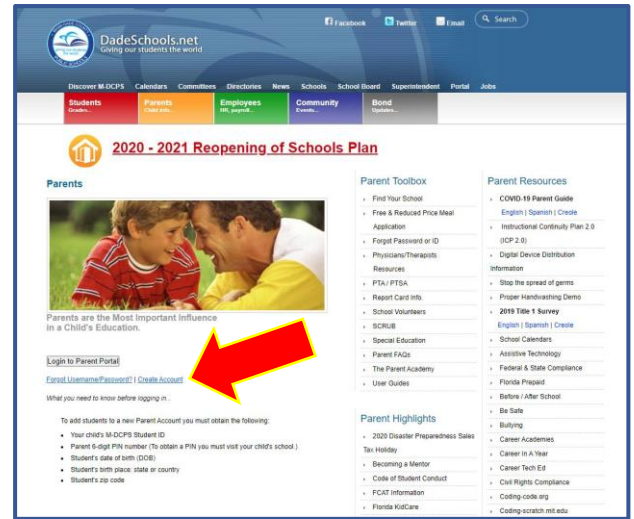 Facebook Twitter Email Search
DadeSchools.net
Giving our students the world
Discover M-DCPS Calendars Committees Directories News Schools School Board Superintendent Portal Jobs
Students
Grades...
Parents
Child info...
Employees
HR, payroll...
Community
Events...
Bond
Updates...
2020 - 2021 Reopening of Schools Plan
Parents
Parents are the Most Important Influence
in a Child's Education.
Login to Parent Portal
Forgot Username/Password? | Create Account
What you need to know before logging in...
To add students to a new Parent Account you must obtain the following:
Your child's M-DCPS Student ID
Parent 6-digit PIN number (To obtain a PIN you must visit your child's school.)
Student's date of birth (DOB)
Student's birth place: state or country
Student's zip code
Parent Toolbox
Find Your School
Free & Reduced Price Meal
Application
Forgot Password or ID
Physicians/Therapists
Resources
PTA / PTSA
Report Card Info.
School Volunteers
SCRUB
Special Education
Parent FAQs
The Parent Academy
User Guides
Parent Highlights
2020 Disaster Preparedness Sales
Tax Holiday
Becoming a Mentor
Code of Student Conduct
FCAT Information
Florida KidCare
Parent Resources
COVID-19 Parent Guide
English | Spanish | Creole
Instructional Continuity Plan 2.0
(ICP 2.0)
Digital Device Distribution
Information
Stop the spread of germs
Proper Handwashing Demo
2019 Title 1 Survey
English | Spanish | Creole
School Calendars
Assistive Technology
Federal & State Compliance
Florida Prepaid
Before / After School
Be Safe
Bullying
Career Academies
Career In A Year
Career Tech Ed
Civil Rights Compliance
Coding-code.org
Coding-scratch.mit.edu